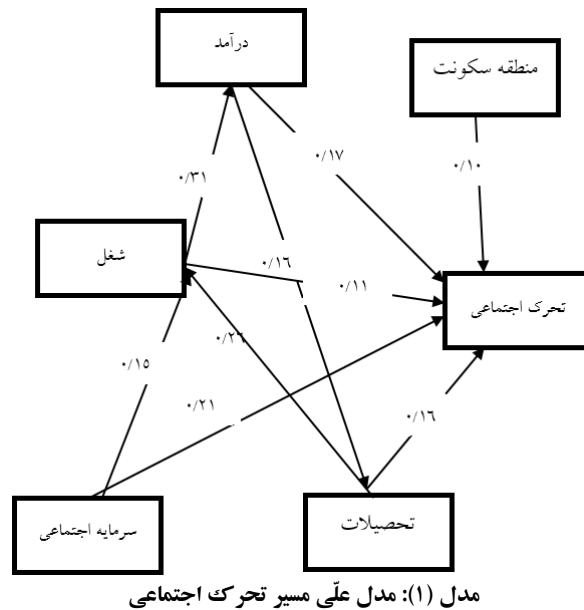 درآمد
منطقه سکونت
۰/۱۷
۰/۱۰
۰/۳۱
شغل
۰/۱۶
۰/۱۱
تحرک اجتماعی
۰/۱۵
۰/۲۶
۰/۲۱
۰/۱۶
سرمایه اجتماعی
تحصیلات
مدل (۱): مدل علّی مسیر تحرک اجتماعی